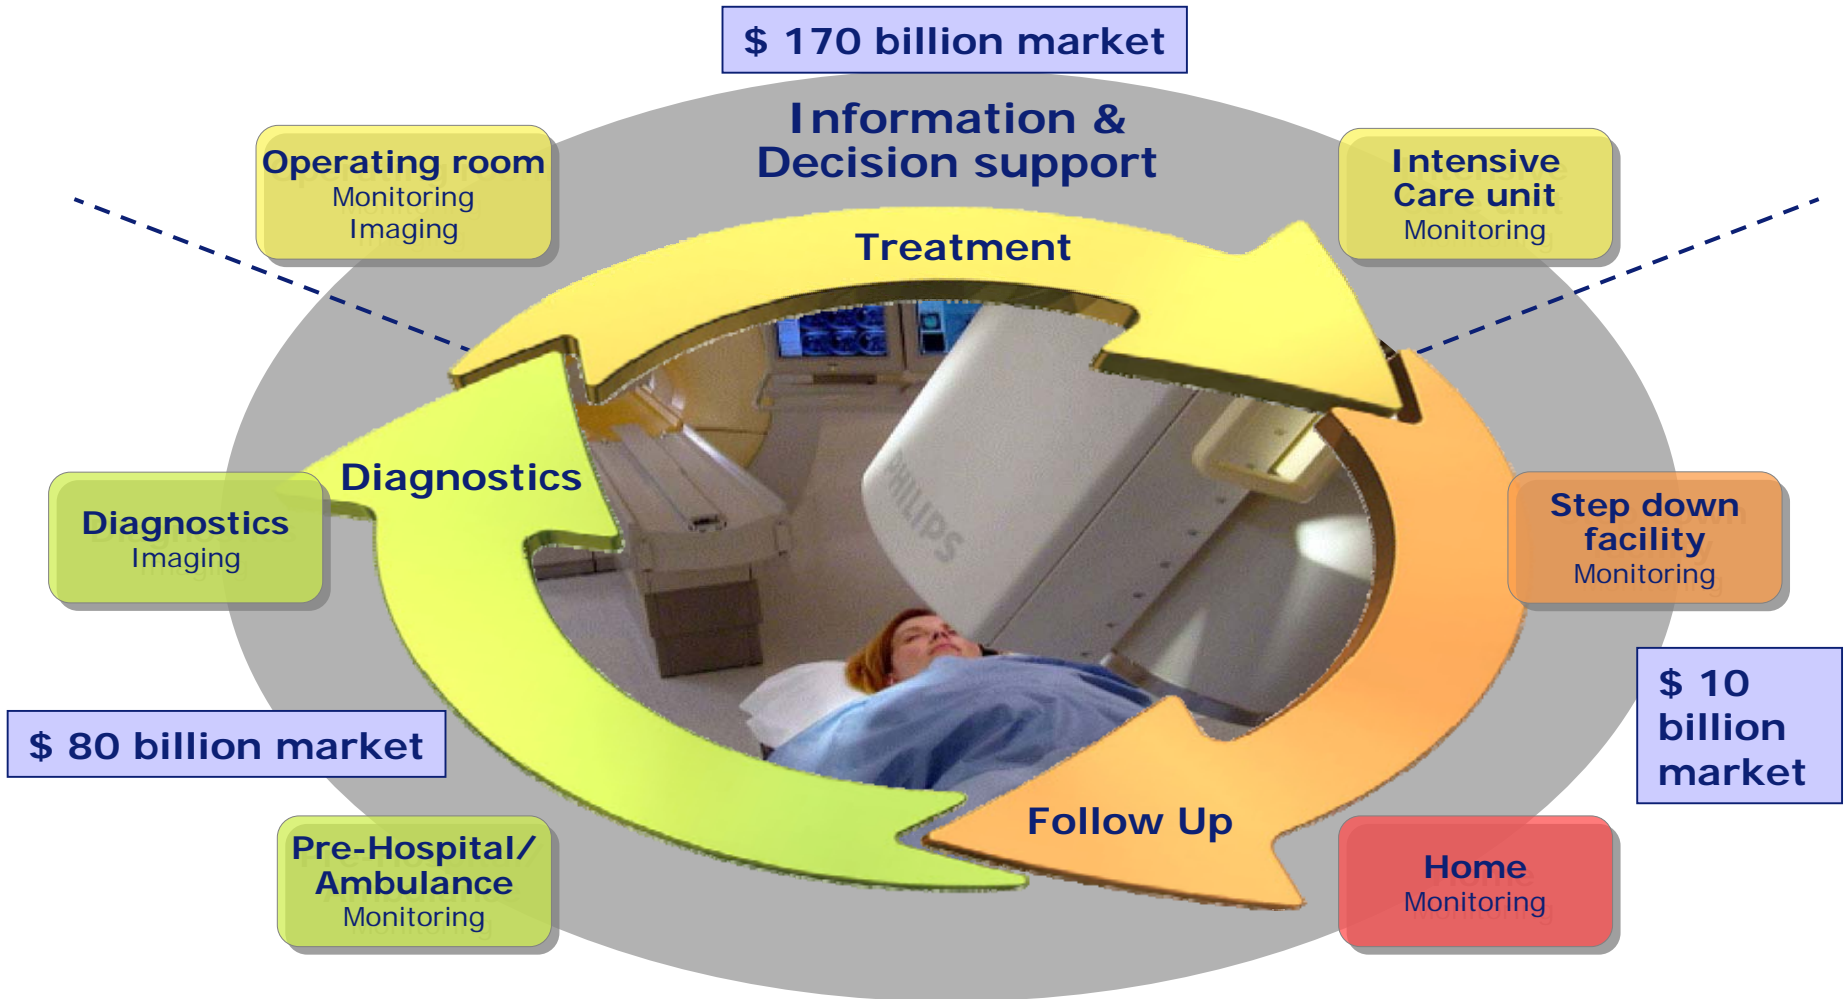 $ 170 billion market
Information &
Decision support
Operating room
Monitoring
Imaging
Intensive
Care unit
Monitoring
Treatment
Diagnostics
Diagnostics
Imaging
PHILIPS
Step down
facility
Monitoring
$ 80 billion market
$ 10
billion
market
Pre-Hospital/
Ambulance
Monitoring
Follow Up
Home
Monitoring